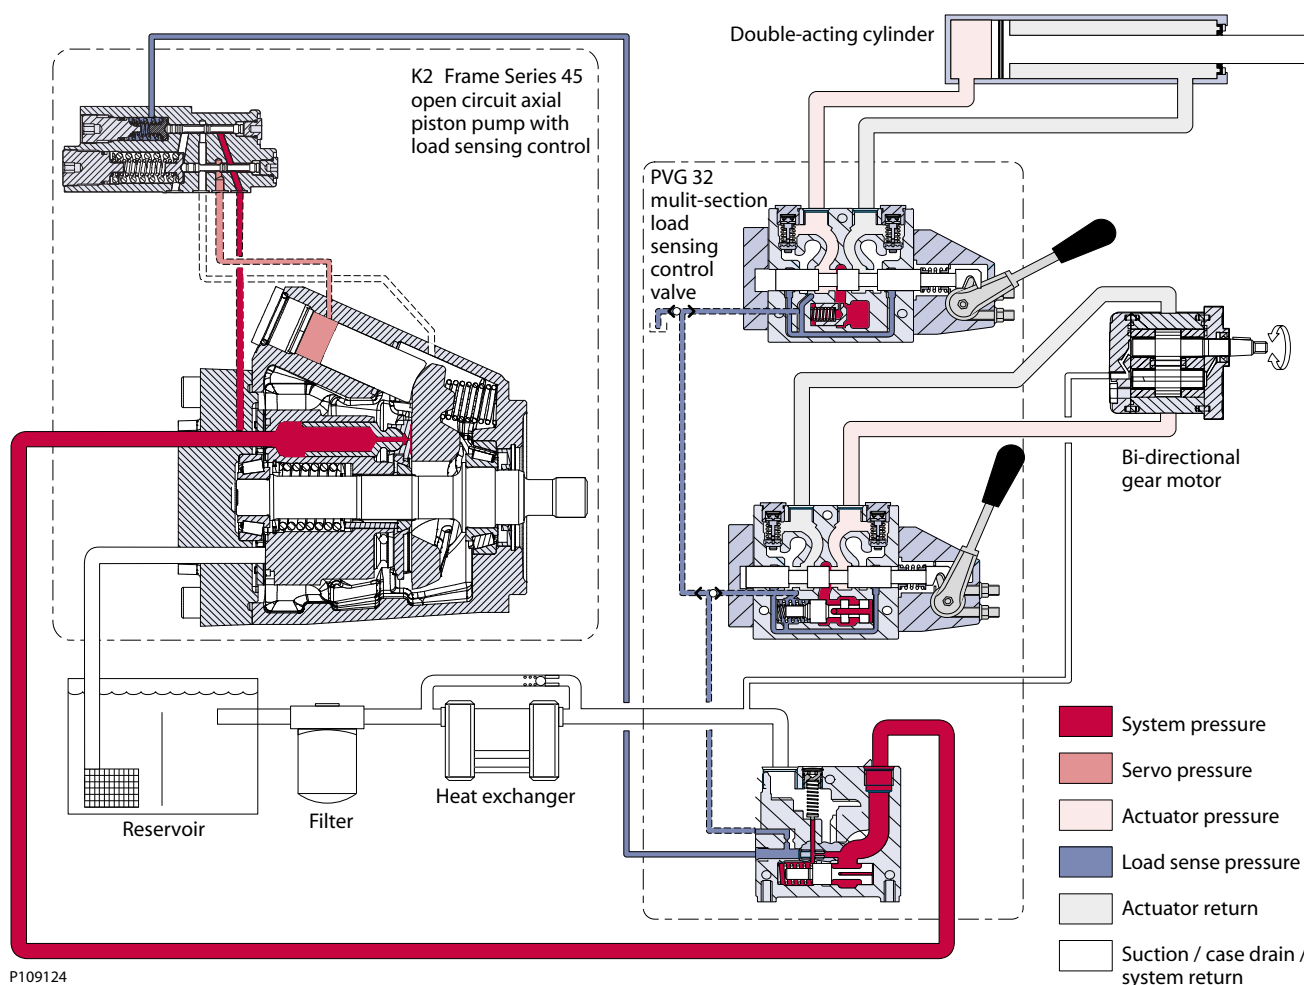 Double-acting cylinder
K2 Frame Series 45
open circuit axial
piston pump with
load sensing control
PVG 32
mulit-section
load
sensing
control
valve
Bi-directional
gear motor
Reservoir
Filter
Heat exchanger
System pressure
Servo pressure
Actuator pressure
Load sense pressure
Actuator return
Suction / case drain /
system return
P109124